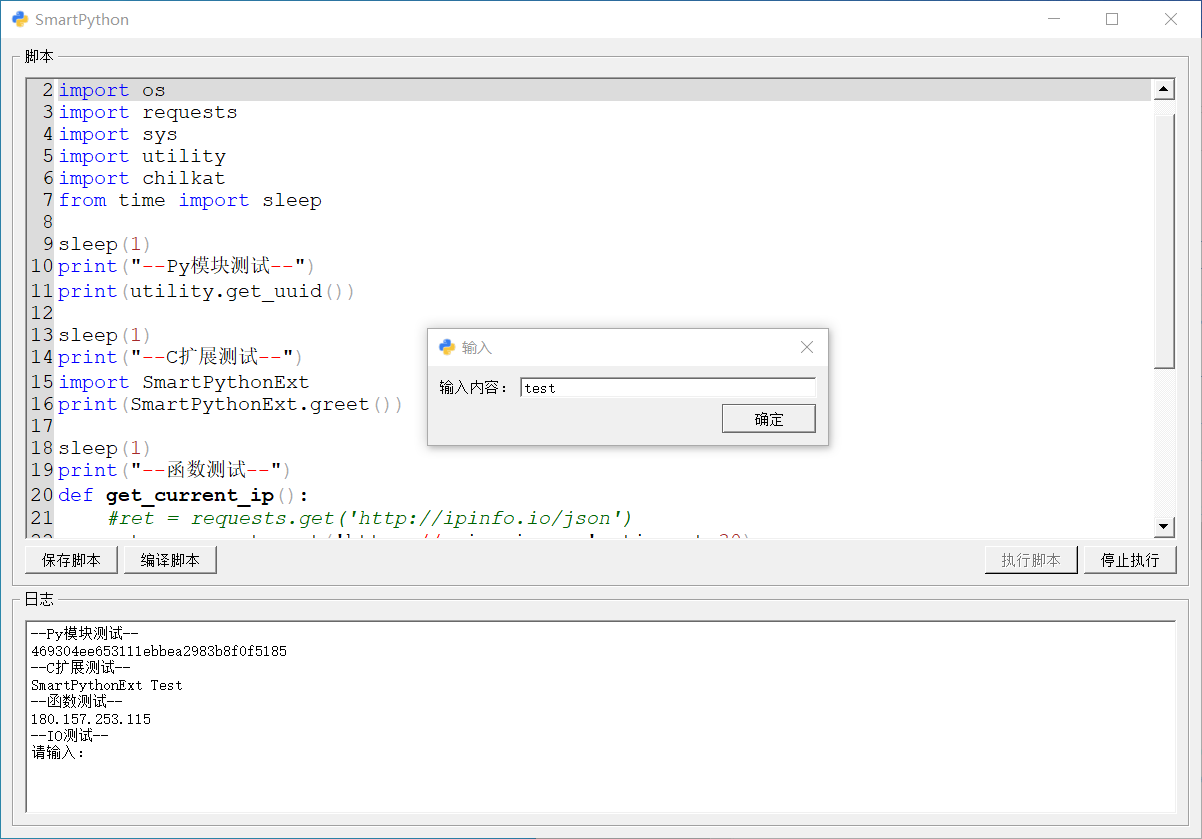 SmartPython
脚本
2 import os
3 import requests
4 import sys
5 import utility
6 import chilkat
7 from time import sleep
8
9 sleep(1)
10 print("--Py模块测试--")
11 print(utility.get_uuid())
12
13 sleep(1)
14 print("--C扩展测试--")
15 import SmartPythonExt
16 print(SmartPythonExt.greet())
17
18 sleep(1)
19 print("--函数测试--")
20 def get_current_ip():
21     #ret = requests.get('http://ipinfo.io/json')
输入
输入内容: test
确定
保存脚本 编译脚本 执行脚本 停止执行
日志
--Py模块测试--
469304ee653111ebbea2983b8f0f5185
--C扩展测试--
SmartPythonExt Test
--函数测试--
180.157.253.115
--IO测试--
请输入: